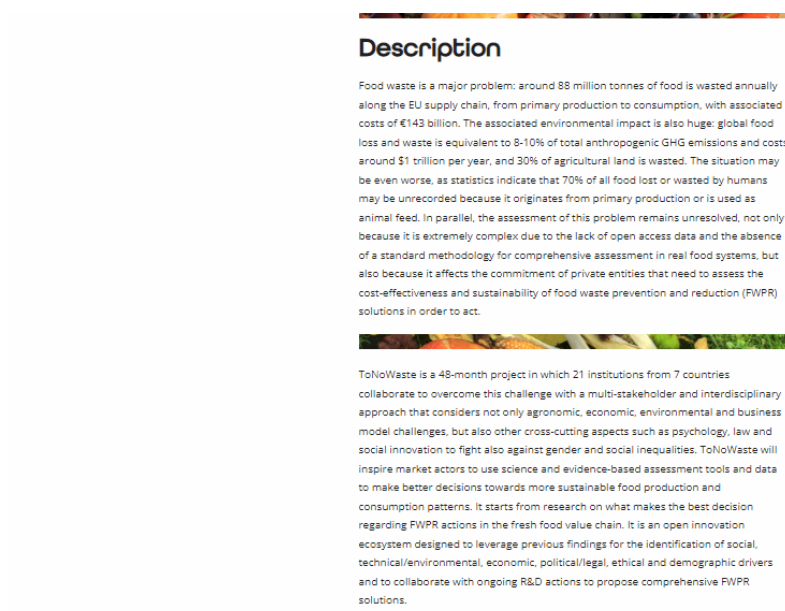 Description
Food waste is a major problem: around 88 million tonnes of food is wasted annually
along the EU supply chain, from primary production to consumption, with associated
costs of €143 billion. The associated environmental impact is also huge: global food
loss and waste is equivalent to 8-10% of total anthropogenic GHG emissions and costs
around $1 trillion per year, and 30% of agricultural land is wasted. The situation may
be even worse, as statistics indicate that 70% of all food lost or wasted by humans
may be unrecorded because it originates from primary production or is used as
animal feed. In parallel, the assessment of this problem remains unresolved, not only
because it is extremely complex due to the lack of open access data and the absence
of a standard methodology for comprehensive assessment in real food systems, but
also because it affects the commitment of private entities that need to assess the
cost-effectiveness and sustainability of food waste prevention and reduction (FWPR)
solutions in order to act.
ToNoWaste is a 48-month project in which 21 institutions from 7 countries
collaborate to overcome this challenge with a multi-stakeholder and interdisciplinary
approach that considers not only agronomic, economic, environmental and business
model challenges, but also other cross-cutting aspects such as psychology, law and
social innovation to fight also against gender and social inequalities. ToNoWaste will
inspire market actors to use science and evidence-based assessment tools and data
to make better decisions towards more sustainable food production and
consumption patterns. It starts from research on what makes the best decision
regarding FWPR actions in the fresh food value chain. It is an open innovation
ecosystem designed to leverage previous findings for the identification of social,
technical/environmental, economic, political/legal, ethical and demographic drivers
and to collaborate with ongoing R&D actions to propose comprehensive FWPR
solutions.